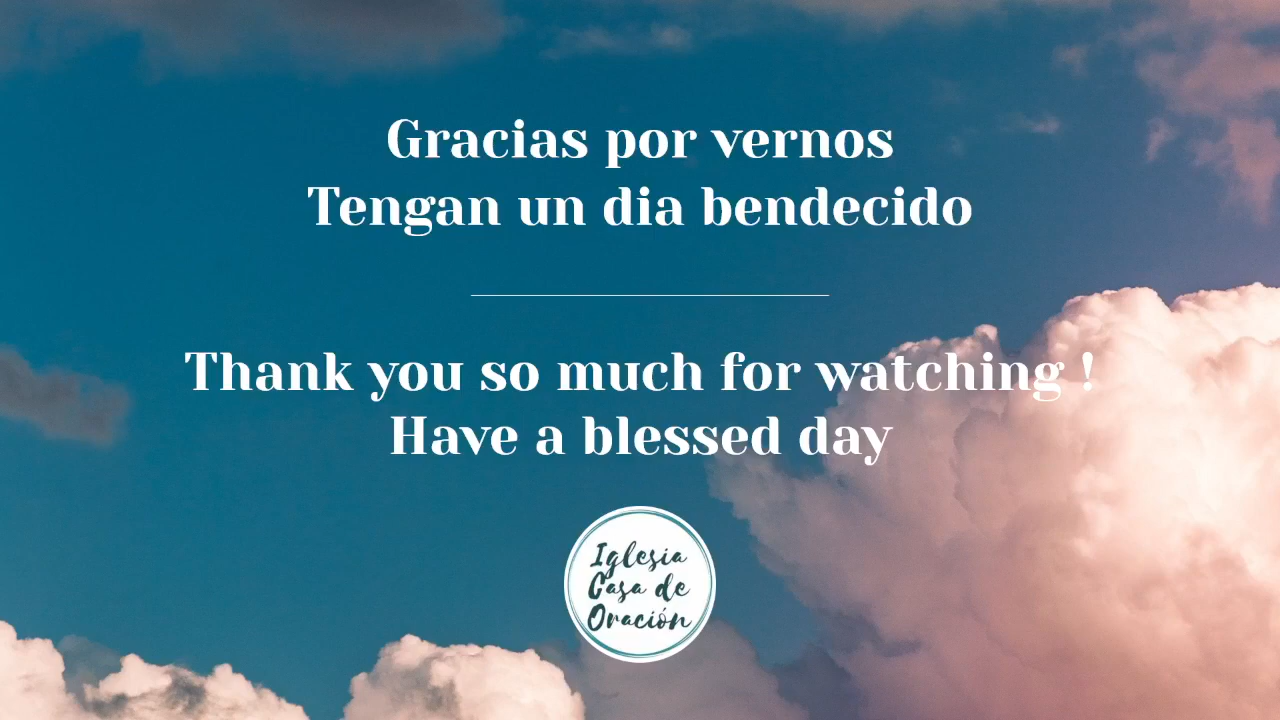 Gracias por vernos
Tengan un dia bendecido
Thank you so much for watching !
Have a blessed day
Iglesia
Casa de
Oración